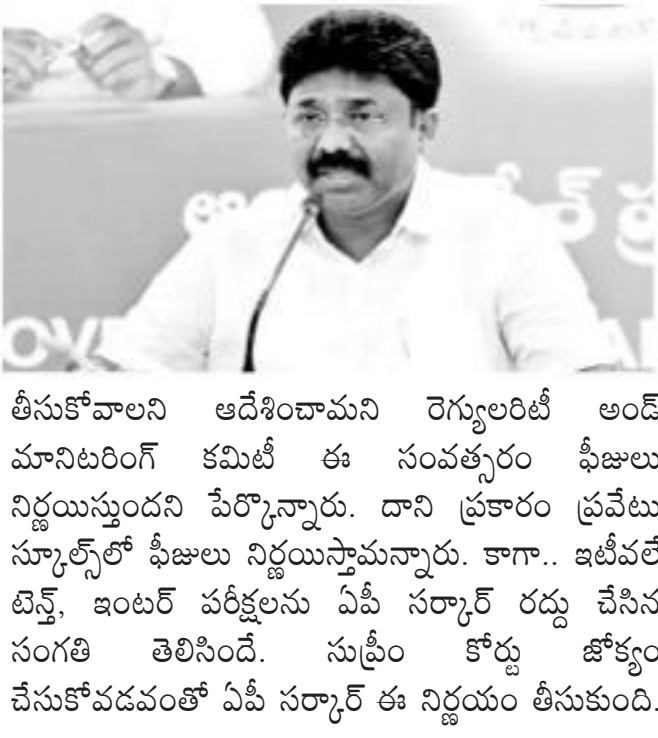 తీసుకోవాలని ఆదేశించామని రెగ్యులరిటీ అండ్
మానిటరింగ్ కమిటీ ఈ సంవత్సరం ఫీజులు
నిర్ణయిస్తుందని పేర్కొన్నారు. దాని ప్రకారం ప్రవేటు
స్కూల్స్‌లో ఫీజులు నిర్ణయిస్తామన్నారు. కాగా.. ఇటీవలే
టెన్త్, ఇంటర్ పరీక్షలను ఏపీ సర్కార్ రద్దు చేసిన
సంగతి తెలిసిందే. సుప్రీం కోర్టు జోక్యం
చేసుకోవడవంతో ఏపీ సర్కార్ ఈ నిర్ణయం తీసుకుంది.